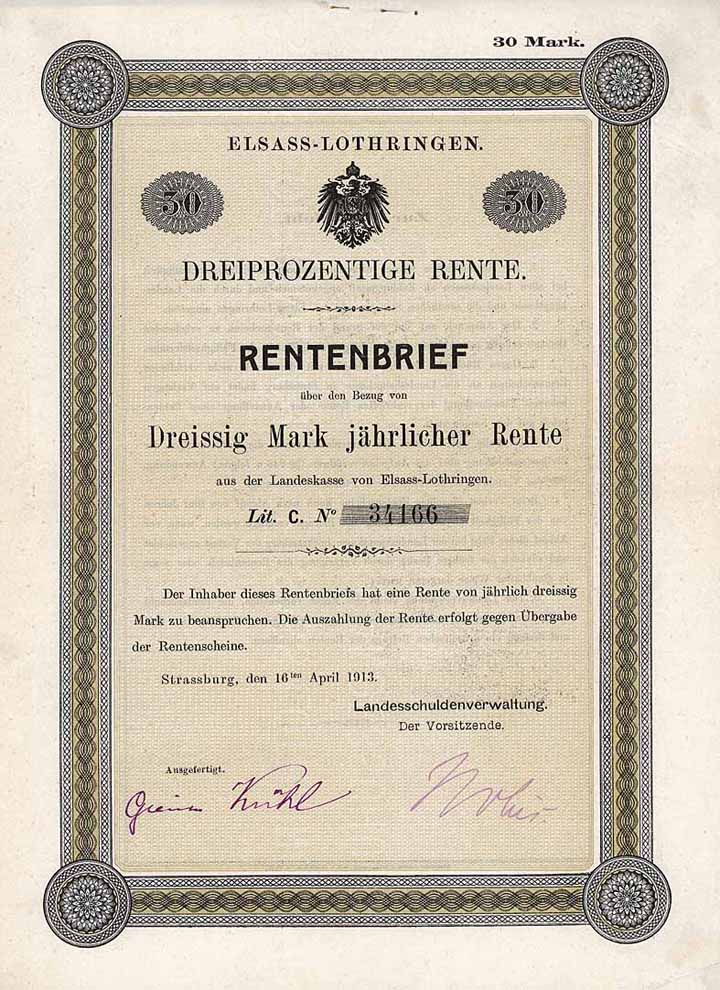 30 Mark.
ELSASS-LOTHRINGEN.
30 30
DREIPROZENTIGE RENTE.
RENTENBRIEF
über den Bezug von
Dreissig Mark jährlicher Rente
aus der Landeskasse von Elsass-Lothringen.
Lit. C. No 34166
Der Inhaber dieses Rentenbriefs hat eine Rente von jährlich dreissig
Mark zu beanspruchen. Die Auszahlung der Rente erfolgt gegen Übergabe
der Rentenscheine.
Strassburg, den 16ten April 1913.
Landesschuldenverwaltung.
Der Vorsitzende.
Ausgefertigt.